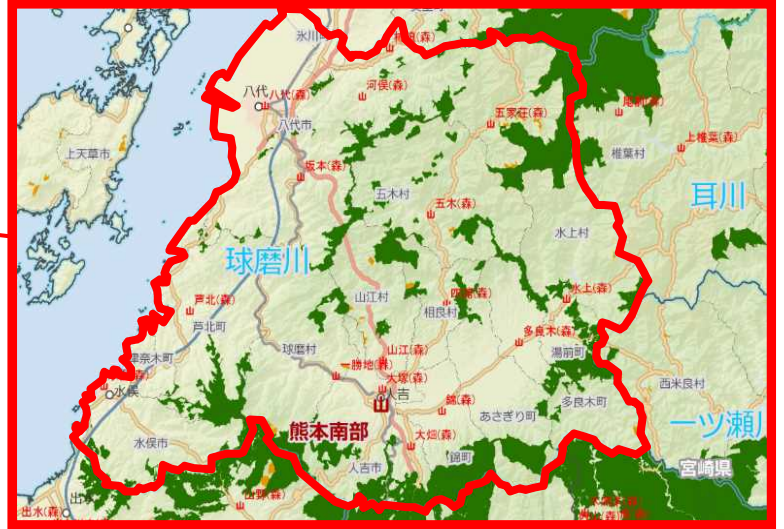 氷川町
八代
八代(森)
河俣(森)
八代市
五家荘(森)
上椎葉(森)
椎葉村
上天草市
坂本(森)
五木村
五木(森)
耳川
水上村
球磨川
山江村
四浦(森)
水上(森)
芦北(森)
相良村
芦北町
多良木(森)
球磨村
山江(森)
湯前町
津奈木町
勝地(森)
大塚(森)
西米良村
水俣
人吉
錦(森)
あさぎり町
多良木町
一ツ瀬川
熊本南部
水俣市
大畑(森)
人吉市
錦町
宮崎県
出水
出水(森)